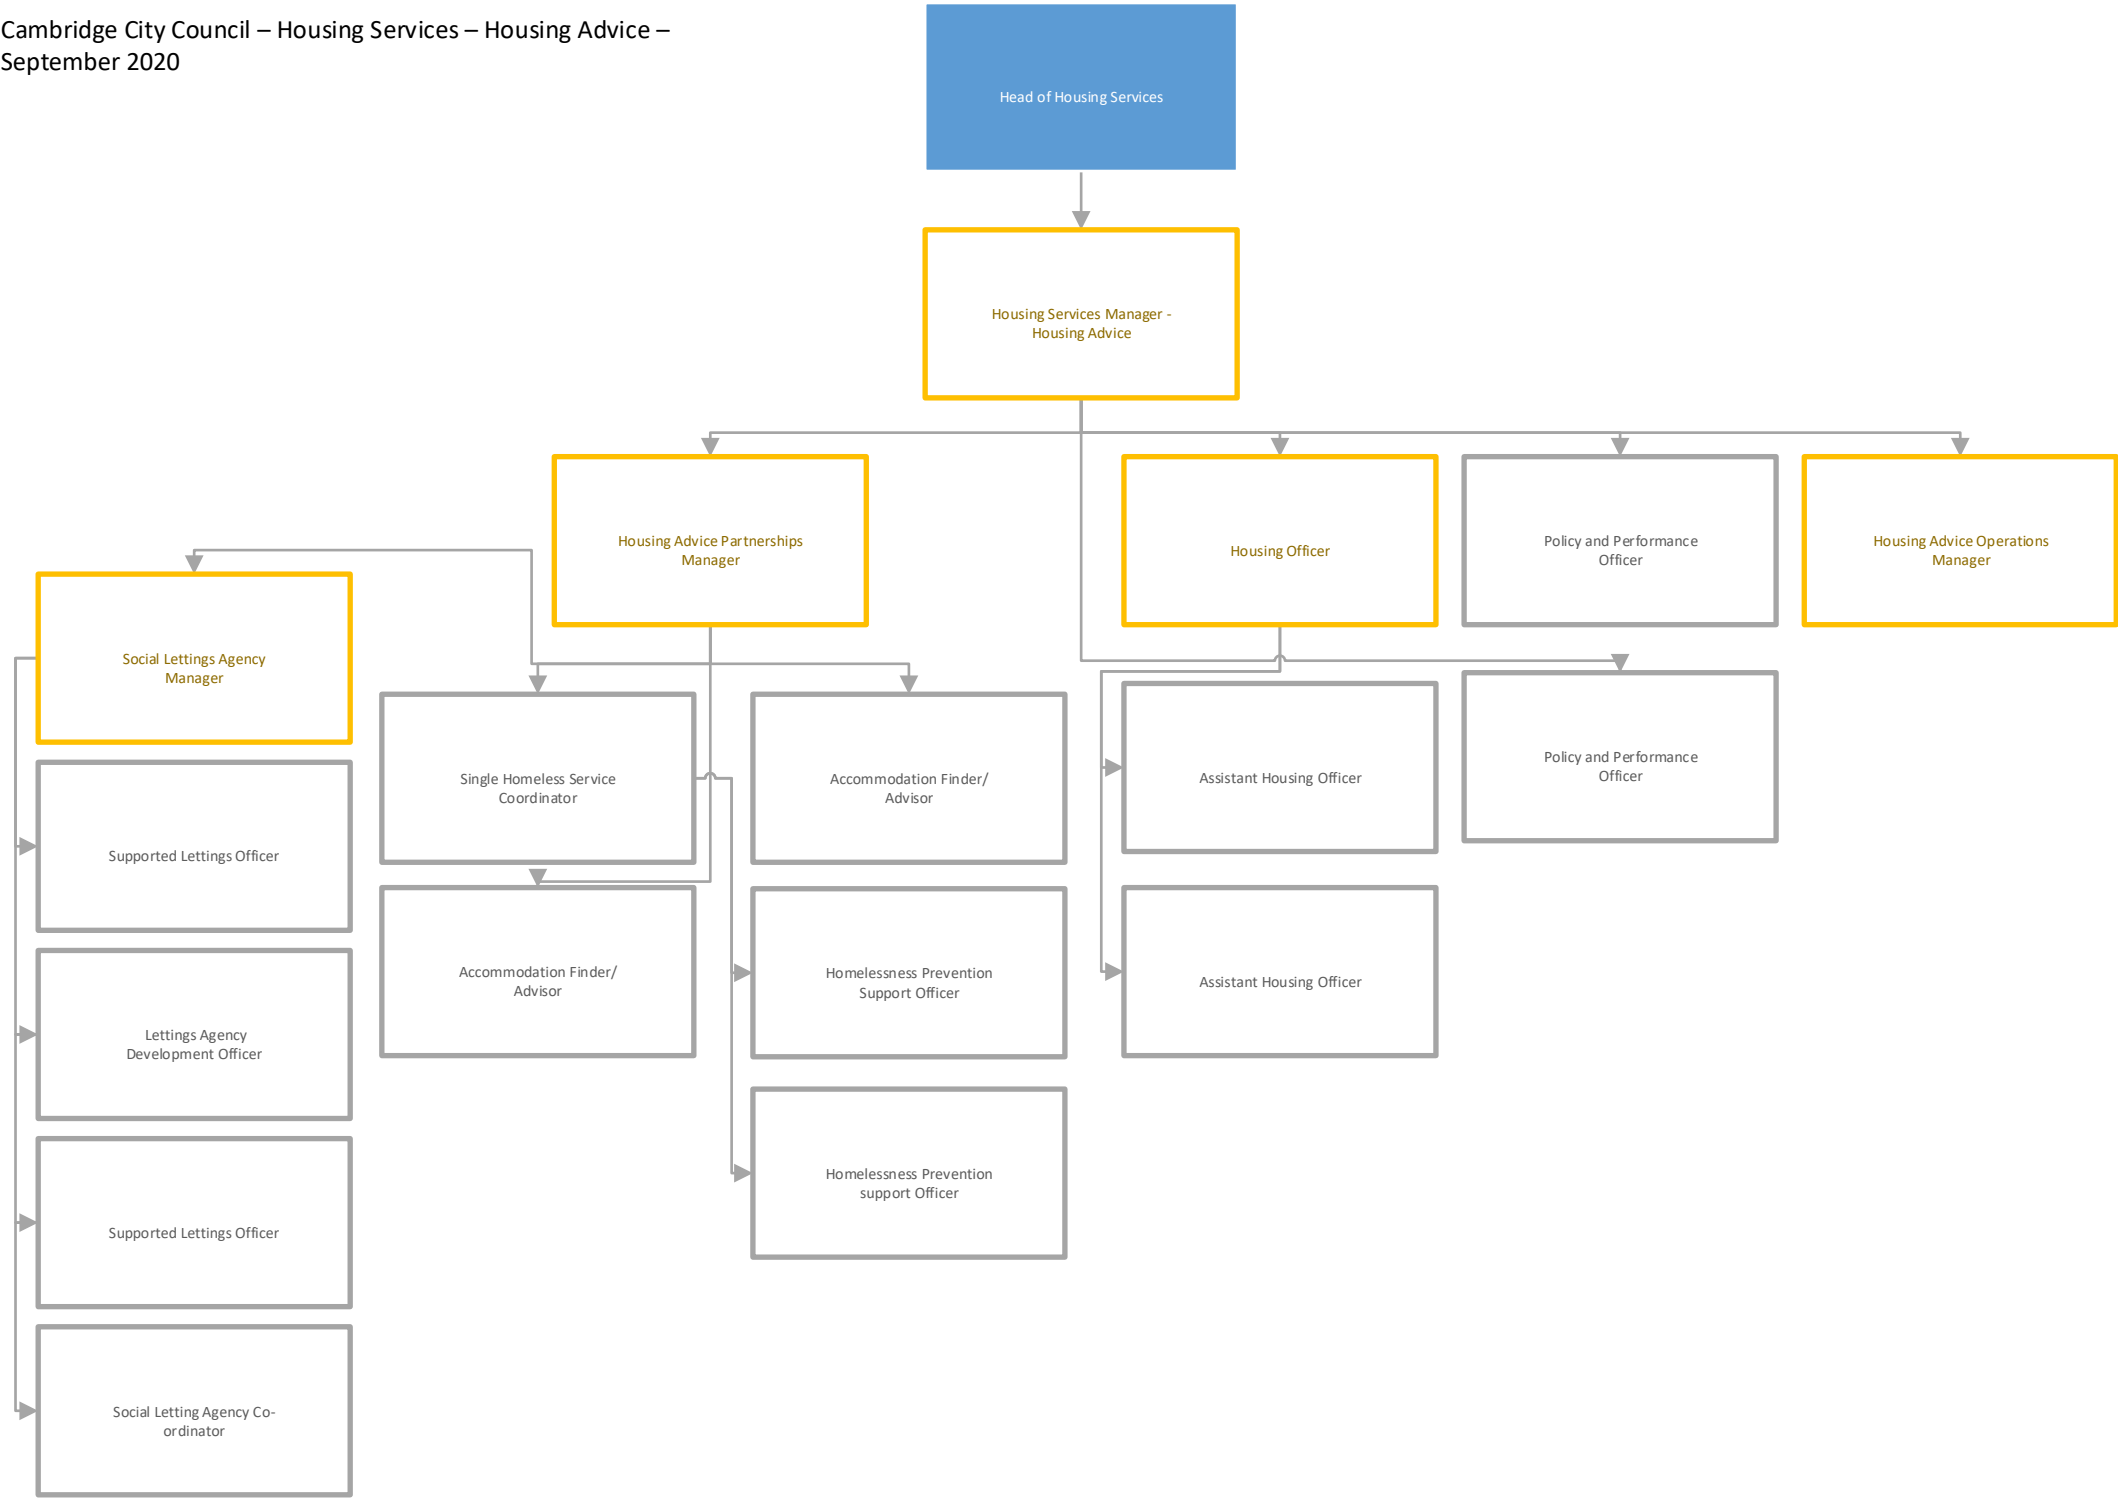 Cambridge City Council – Housing Services – Housing Advice –
September 2020
Head of Housing Services
Housing Services Manager -
Housing Advice
Housing Advice Partnerships
Manager
Housing Officer
Policy and Performance
Officer
Housing Advice Operations
Manager
Social Lettings Agency
Manager
Single Homeless Service
Coordinator
Accommodation Finder/
Advisor
Assistant Housing Officer
Policy and Performance
Officer
Supported Lettings Officer
Accommodation Finder/
Advisor
Homelessness Prevention
Support Officer
Assistant Housing Officer
Lettings Agency
Development Officer
Homelessness Prevention
support Officer
Supported Lettings Officer
Social Letting Agency Co-
ordinator